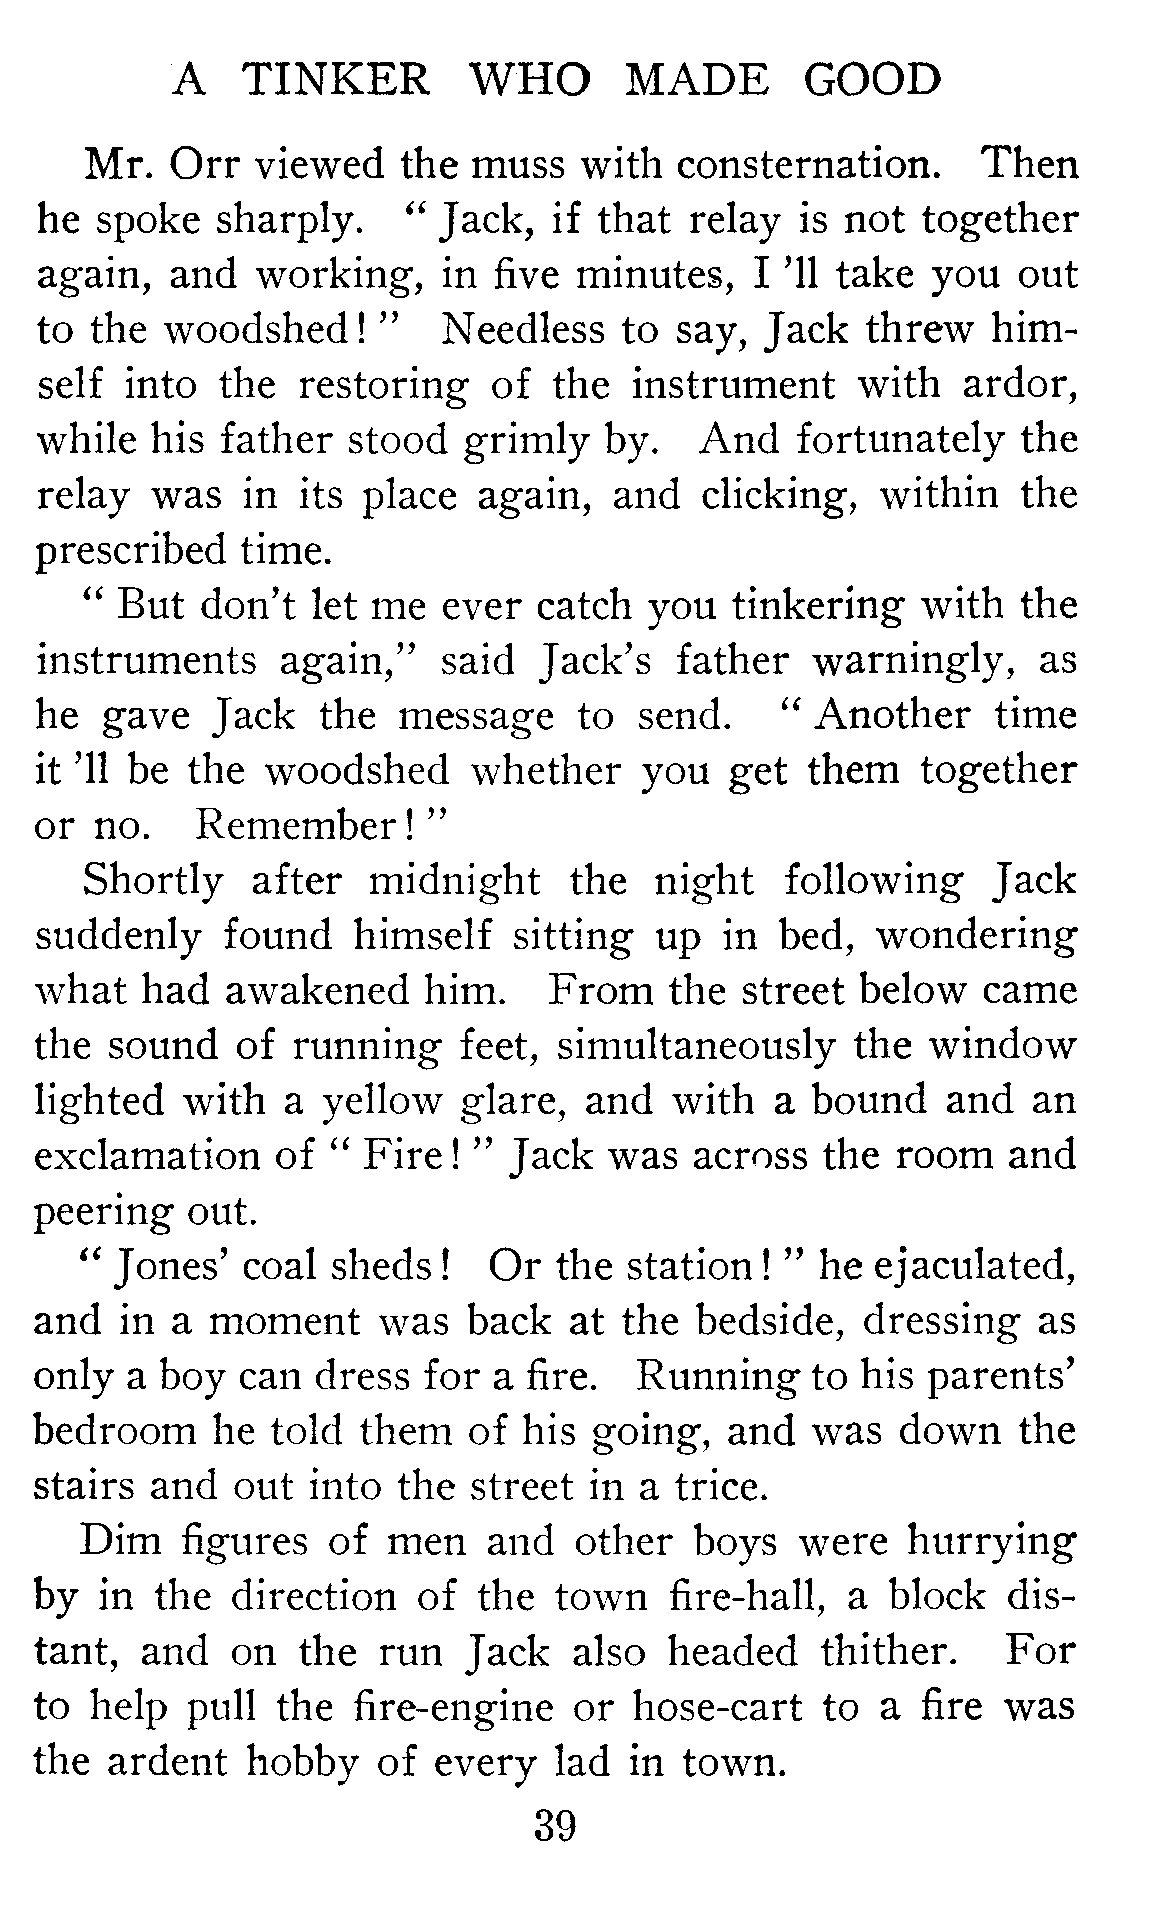 A TINKER WHO MADE GOOD
Mr. Orr viewed the muss with consternation. Then
he spoke sharply. " Jack, if that relay is not together
again, and working, in five minutes, I 'll take you out
to the woodshed! " Needless to say, Jack threw him-
self into the restoring of the instrument with ardor,
while his father stood grimly by. And fortunately the
relay was in its place again, and clicking, within the
prescribed time.
" But don't let me ever catch you tinkering with the
instruments again," said Jack's father warningly, as
he gave Jack the message to send. " Another time
it 'll be the woodshed whether you get them together
or no. Remember! "
Shortly after midnight the night following Jack
suddenly found himself sitting up in bed, wondering
what had awakened him. From the street below came
the sound of running feet, simultaneously the window
lighted with a yellow glare, and with a bound and an
exclamation of " Fire! " Jack was across the room and
peering out.
" Jones' coal sheds! Or the station! " he ejaculated,
and in a moment was back at the bedside, dressing as
only a boy can dress for a fire. Running to his parents'
bedroom he told them of his going, and was down the
stairs and out into the street in a trice.
Dim figures of men and other boys were hurrying
by in the direction of the town fire-hall, a block dis-
tant, and on the run Jack also headed thither. For
to help pull the fire-engine or hose-cart to a fire was
the ardent hobby of every lad in town.
39